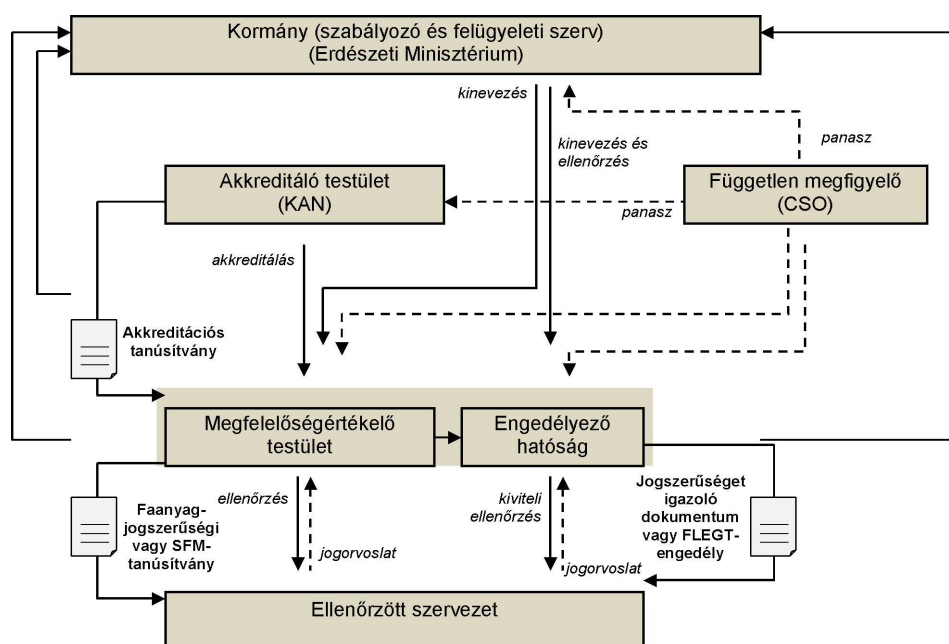 Kormány (szabályozó és felügyeleti szerv)
(Erdészeti Minisztérium)
kinevezés
kinevezés és
ellenőrzés
panasz
Akkreditáló testület
(KAN)
panasz
Független megfigyelő
(CSO)
akkreditálás
Akkreditációs
tanúsítvány
Megfelelőségértékelő
testület
Engedélyező
hatóság
Faanyag-
jogszerűségi
vagy SFM-
tanúsítvány
ellenőrzés
jogorvoslat
kiviteli
ellenőrzés
jogorvoslat
Jogszerűséget
igazoló
dokumentum
vagy FLEGT-
engedély
Ellenőrzött szervezet